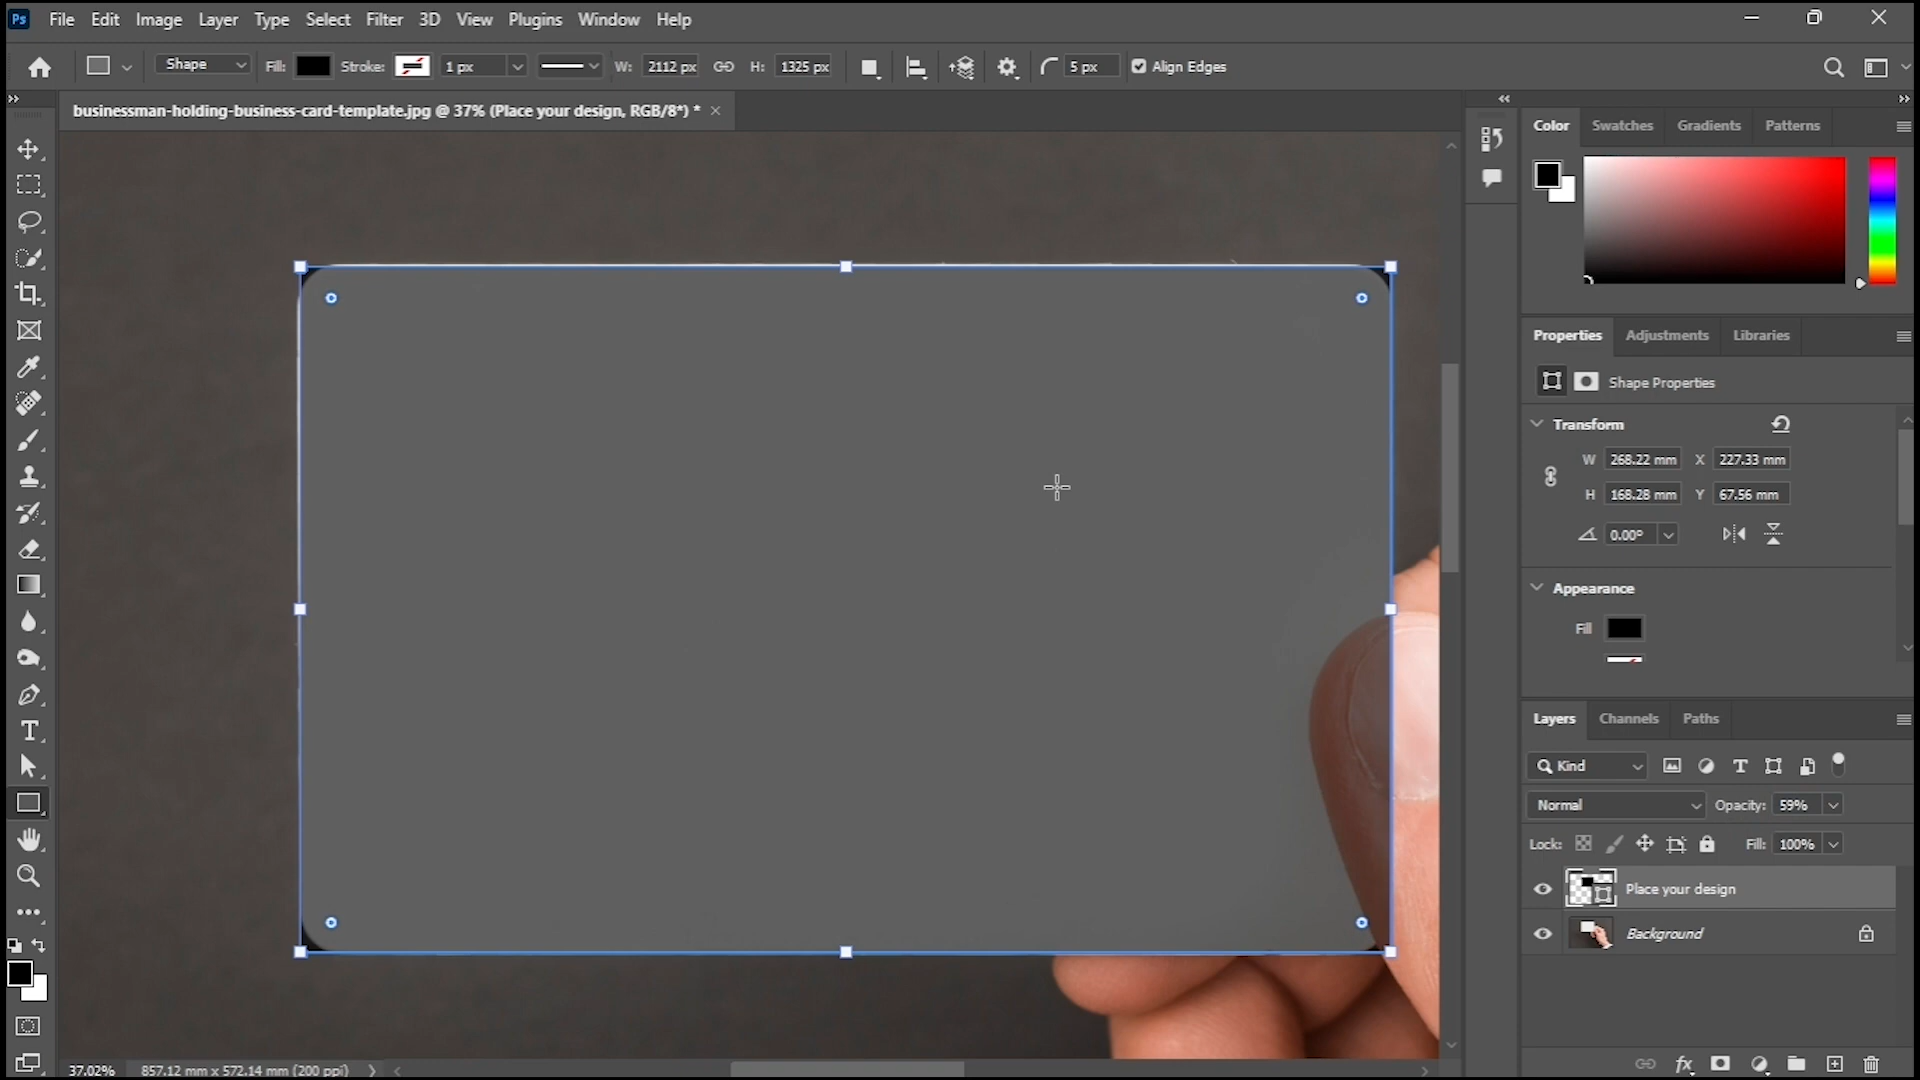 Ps File Edit Image Layer Type Select Filter 3D View Plugins Window Help
Shape Fill: Stroke: 1 px W: 2112 px H: 1325 px 5 px Align Edges
businessman-holding-business-card-template.jpg @ 37% (Place your design, RGB/8*) *
Color Swatches Gradients Patterns
Properties Adjustments Libraries
Shape Properties
Transform
W 268.22 mm X 227.33 mm
H 168.28 mm Y 67.56 mm
0.00°
Appearance
Fill
Layers Channels Paths
Kind
Normal Opacity: 59%
Lock: Fill: 100%
Place your design
Background
37.02% 857.12 mm x 572.14 mm (200 ppi)
fx